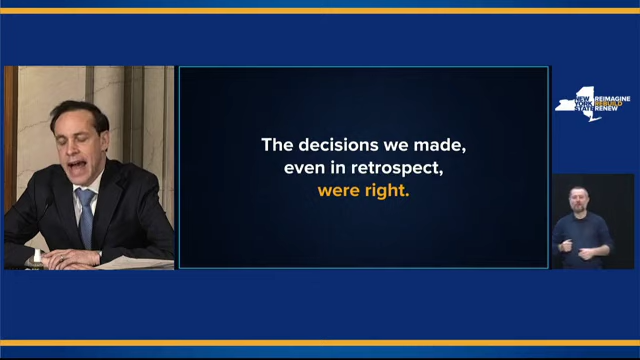 The decisions we made,
even in retrospect,
were right.
NEW
YORK
STATE
REIMAGINE
REBUILD
RENEW